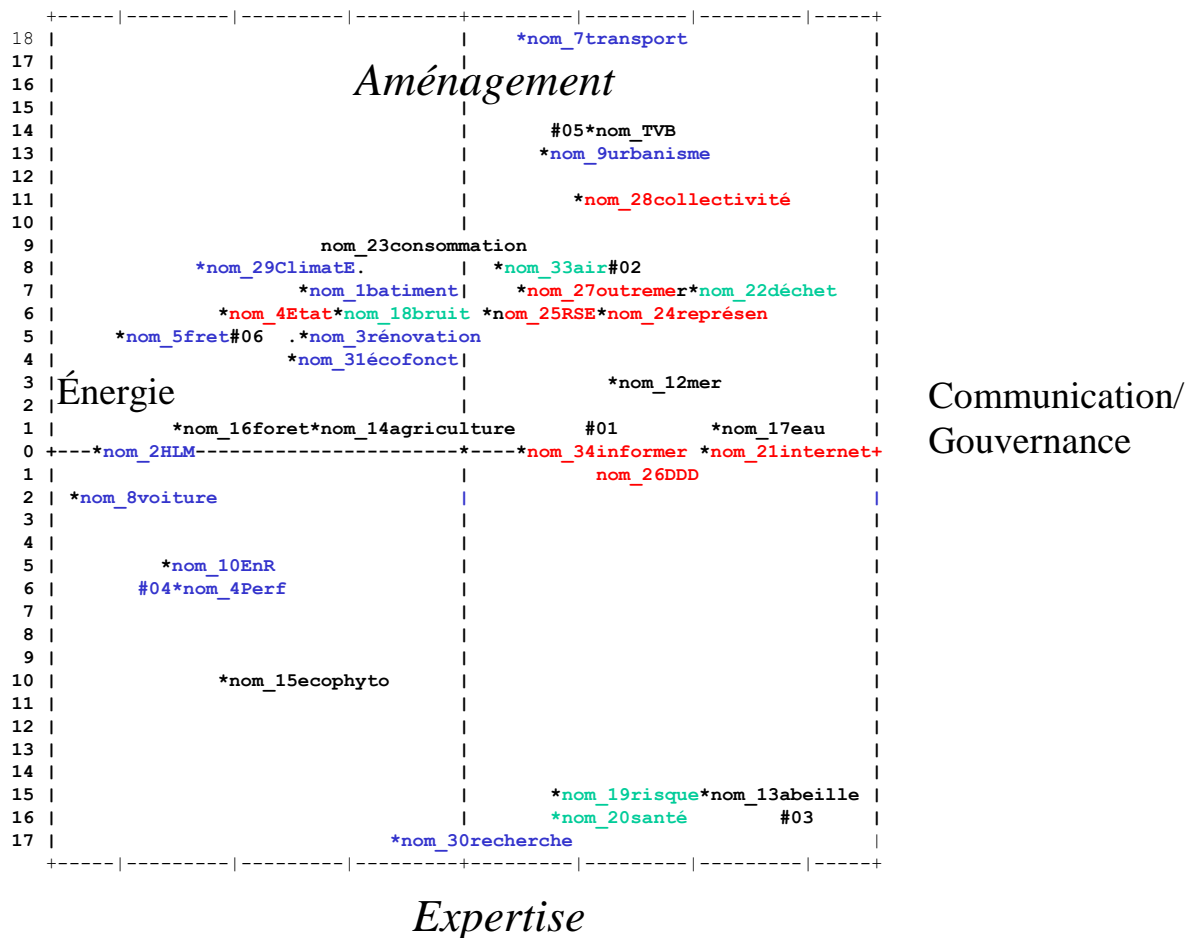 +-----|---------|---------|---------+---------|---------|---------|-----+
18 |                                   |    *nom_7transport                |
17 |                                   |                                   |
Aménagement
16 |                                   |                                   |
15 |                                   |                                   |
14 |                                   |       #05*nom_TVB                 |
13 |                                   |      *nom_9urbanisme              |
12 |                                   |                                   |
11 |                                   |         *nom_28collectivité       |
10 |                                   |                                   |
9 |                       nom_23consommation                              |
8 |            *nom_29ClimatE.        |  *nom_33air#02                    |
7 |                     *nom_1batiment|    *nom_27outremer*nom_22déchet   |
6 |              *nom_4Etat*nom_18bruit *nom_25RSE*nom_24représen         |
5 |     *nom_5fret#06  .*nom_3rénovation                                  |
4 |                    *nom_31écofonct|                                   |
3 |                                   |            *nom_12mer             |
Énergie
2 |                                   |                                   |
Communication/
1 |          *nom_16foret*nom_14agriculture      #01        *nom_17eau    |
Gouvernance
0 +---*nom_2HLM-----------------------*----*nom_34informer *nom_21internet+
1 |                                   |           nom_26DDD               |
2 | *nom_8voiture                     |                                   |
3 |                                   |                                   |
4 |                                   |                                   |
5 |         *nom_10EnR                |                                   |
6 |       #04*nom_4Perf               |                                   |
7 |                                   |                                   |
8 |                                   |                                   |
9 |                                   |                                   |
10 |              *nom_15ecophyto      |                                   |
11 |                                   |                                   |
12 |                                   |                                   |
13 |                                   |                                   |
14 |                                   |                                   |
15 |                                   |       *nom_19risque*nom_13abeille |
16 |                                   |       *nom_20santé        #03     |
17 |                             *nom_30recherche                          |
+-----|---------|---------|---------+---------|---------|---------|-----+
Expertise